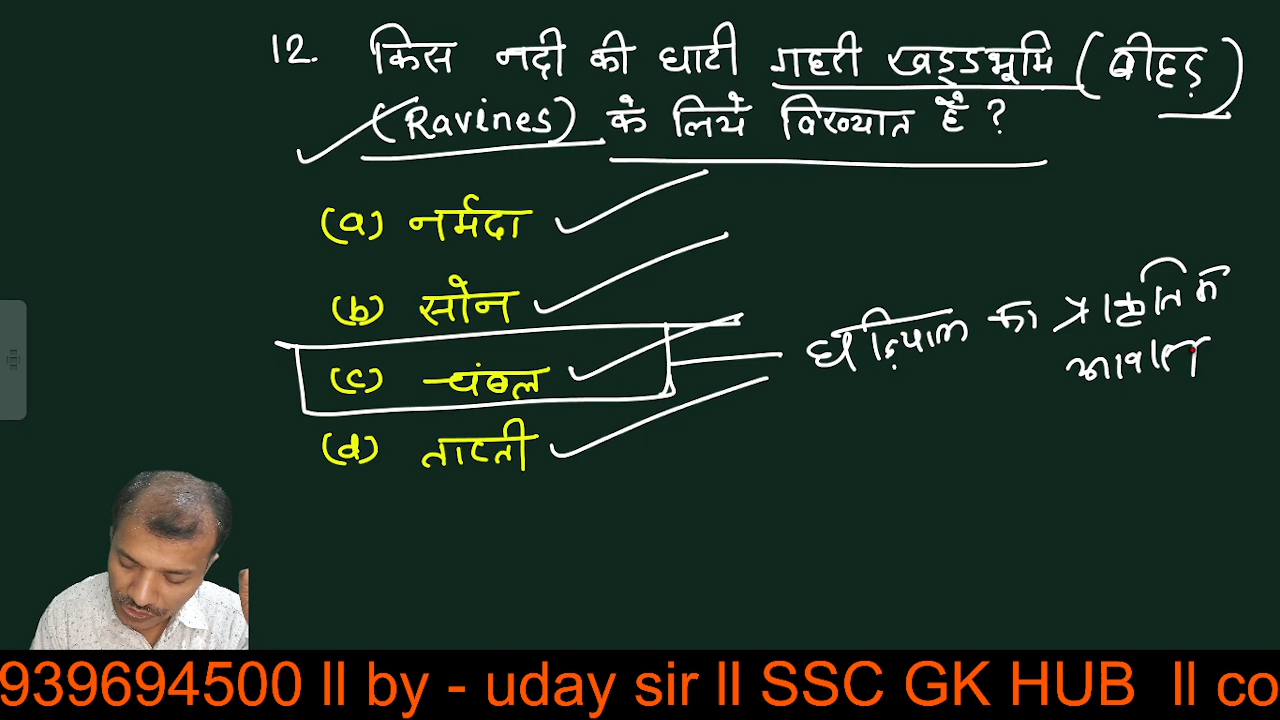 12. किस नदी की घाटी गहरी खड्डभूमि (बीहड़)
(Ravines) के लिये विख्यात है ?
(a) नर्मदा
(b) सोन
(c) चंबल
(d) ताप्ती
घड़ियाल का प्राकृतिक
आवास
939694500 ll by - uday sir ll SSC GK HUB ll co